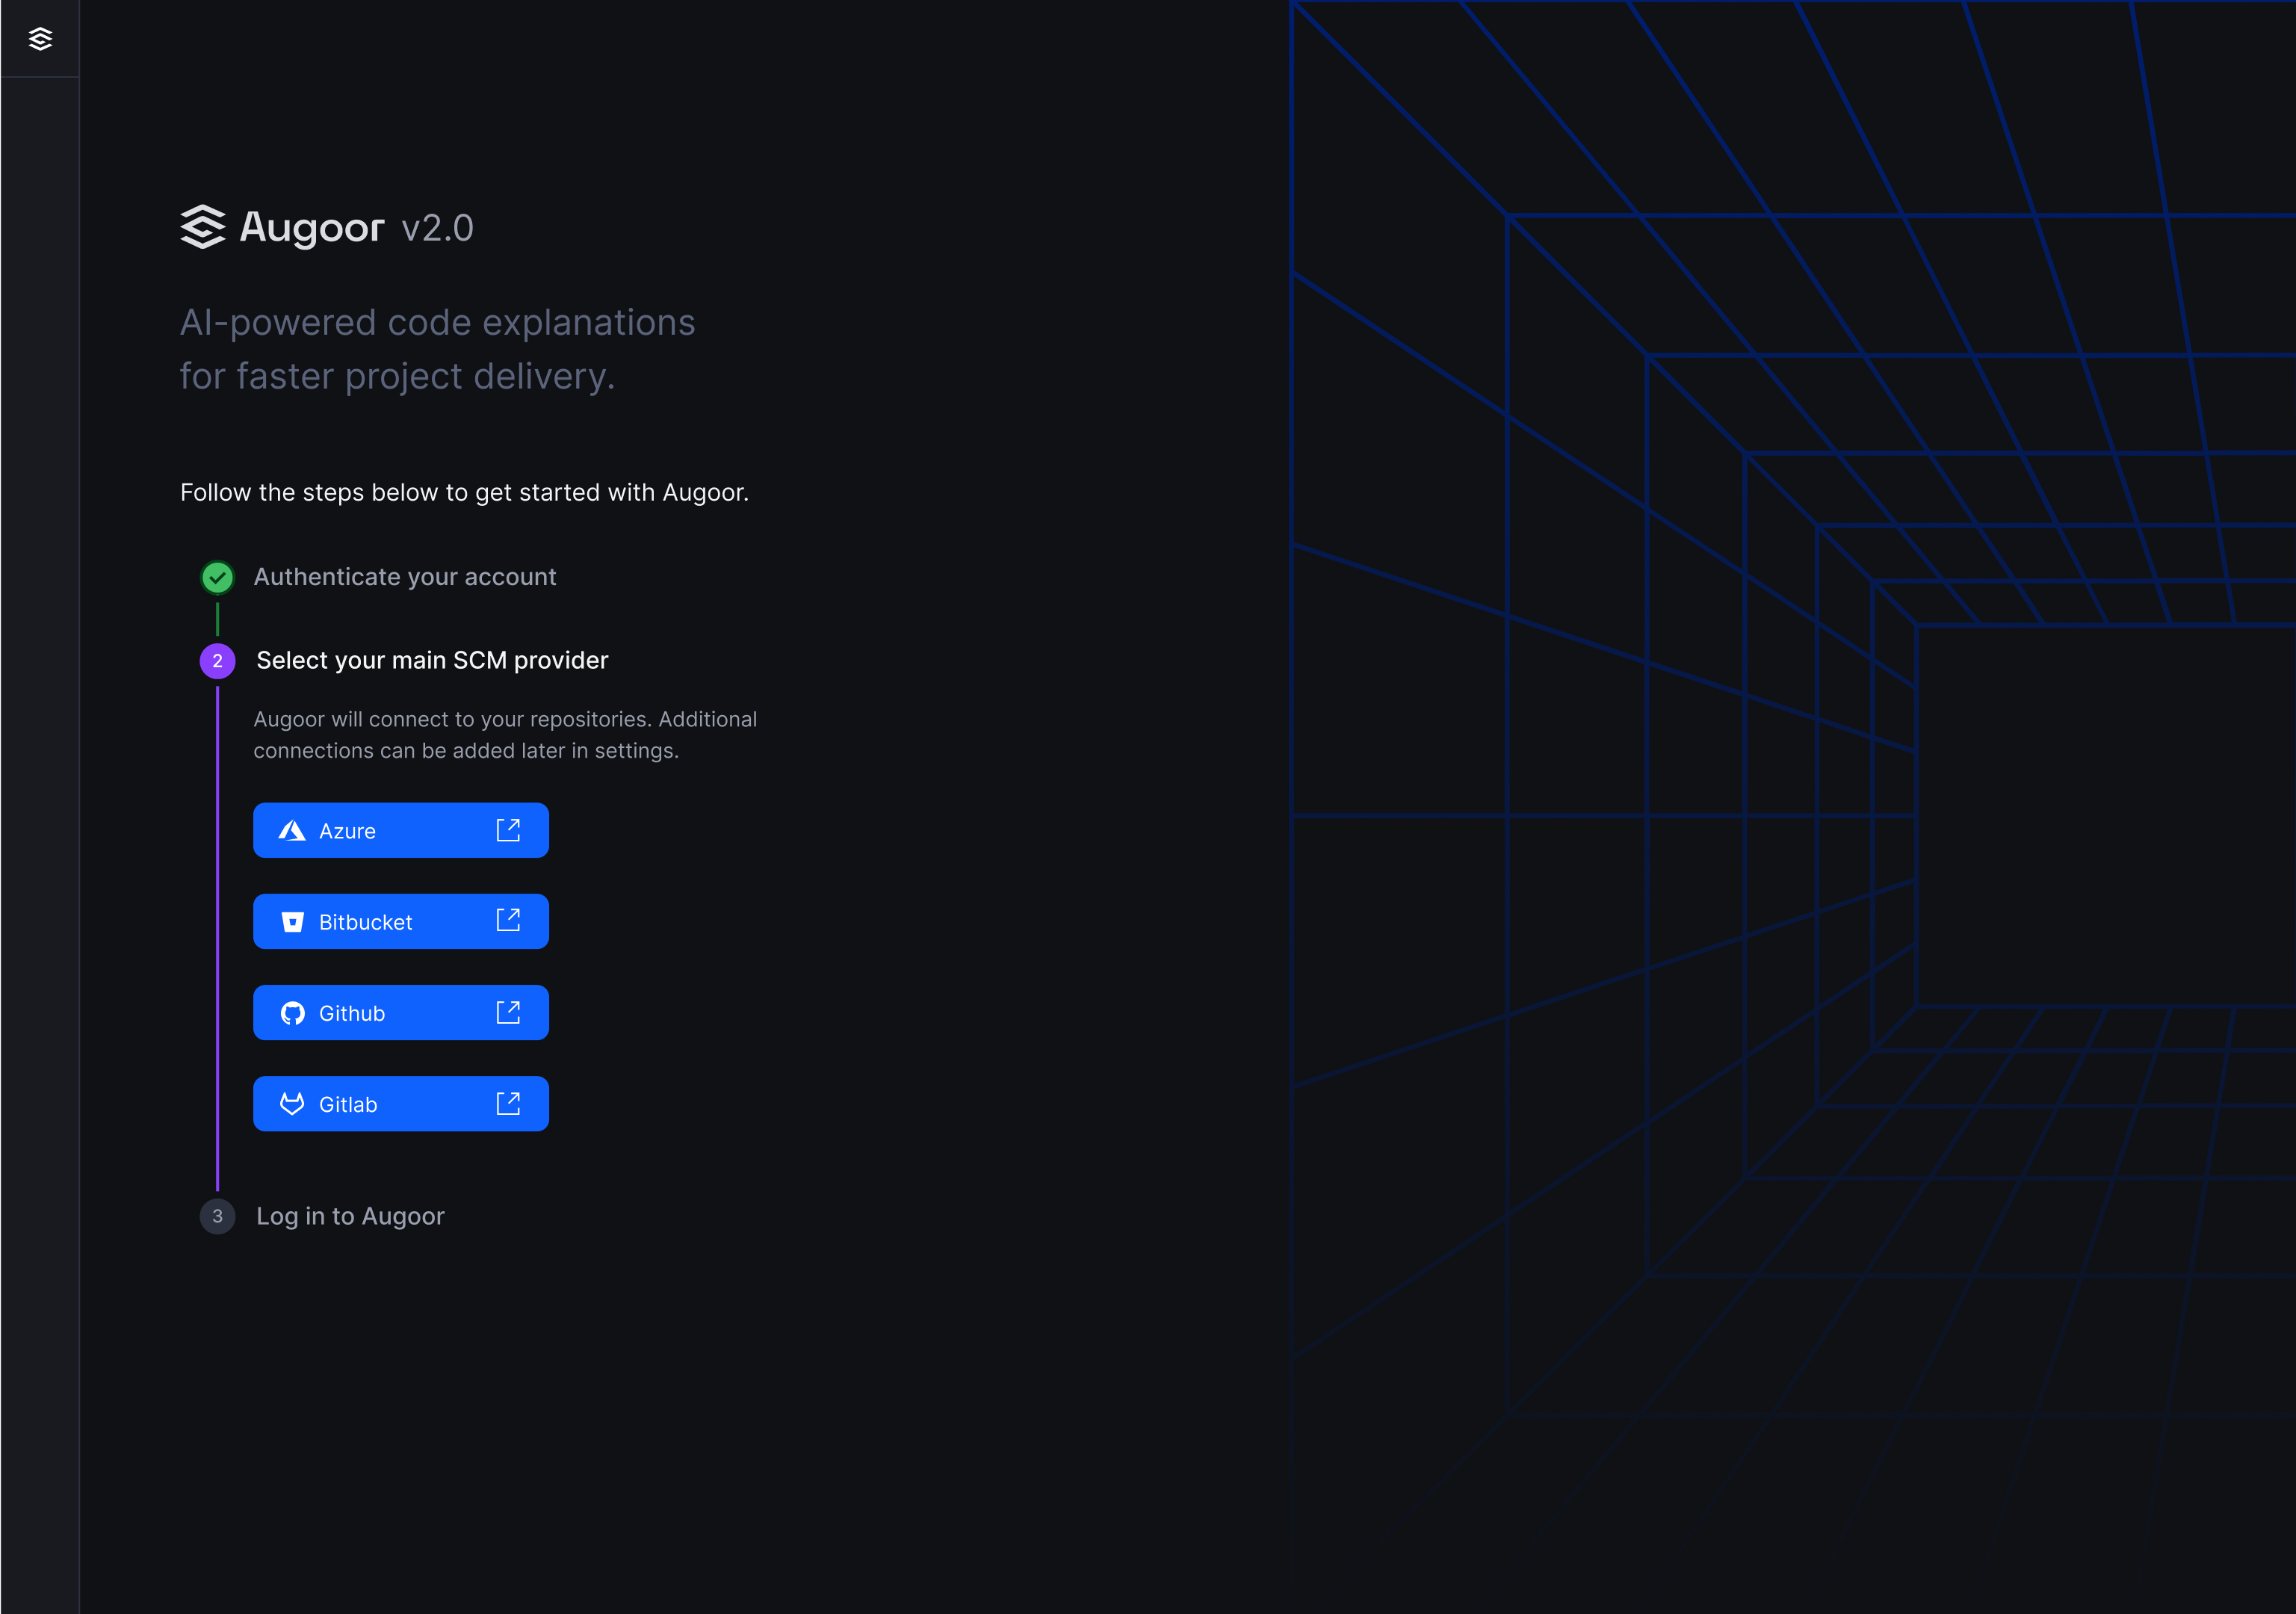 Augoor v2.0
AI-powered code explanations
for faster project delivery.
Follow the steps below to get started with Augoor.
Authenticate your account
2 Select your main SCM provider
Augoor will connect to your repositories. Additional
connections can be added later in settings.
Azure
Bitbucket
Github
Gitlab
3 Log in to Augoor